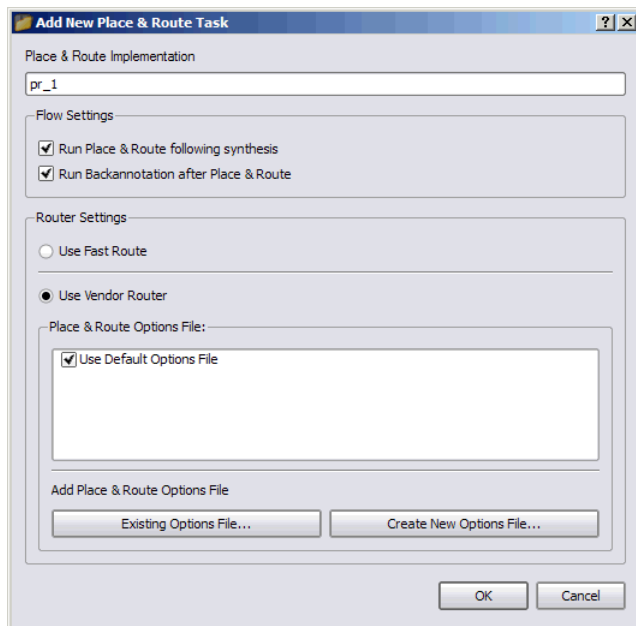 Add New Place & Route Task
Place & Route Implementation
pr_1
Flow Settings
Run Place & Route following synthesis
Run Backannotation after Place & Route
Router Settings
Use Fast Route
Use Vendor Router
Place & Route Options File:
Use Default Options File
Add Place & Route Options File
Existing Options File... Create New Options File...
OK Cancel